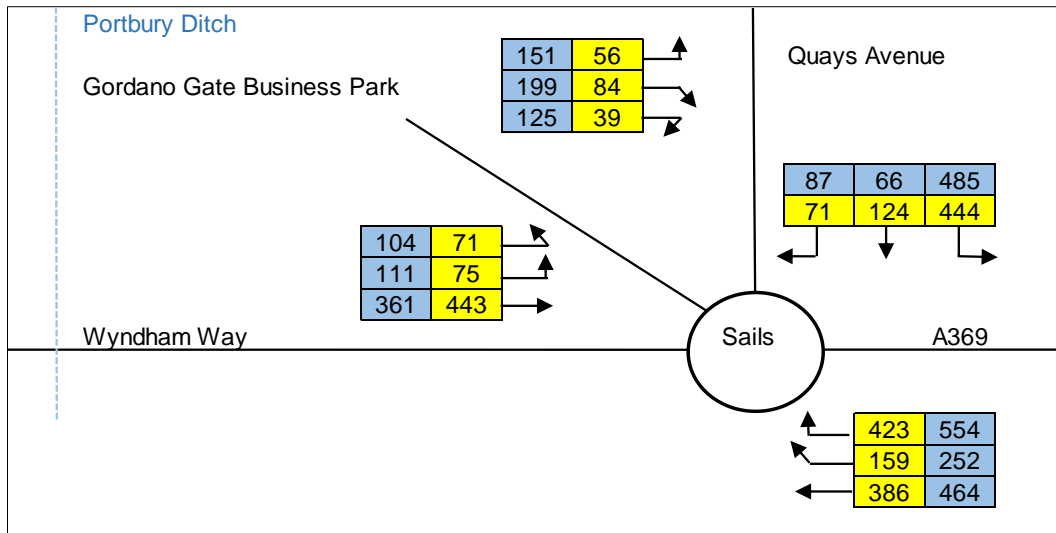 Portbury Ditch
Gordano Gate Business Park
151 56
199 84
125 39
Quays Avenue
87 66 485
71 124 444
104 71
111 75
361 443
Wyndham Way
Sails
A369
423 554
159 252
386 464